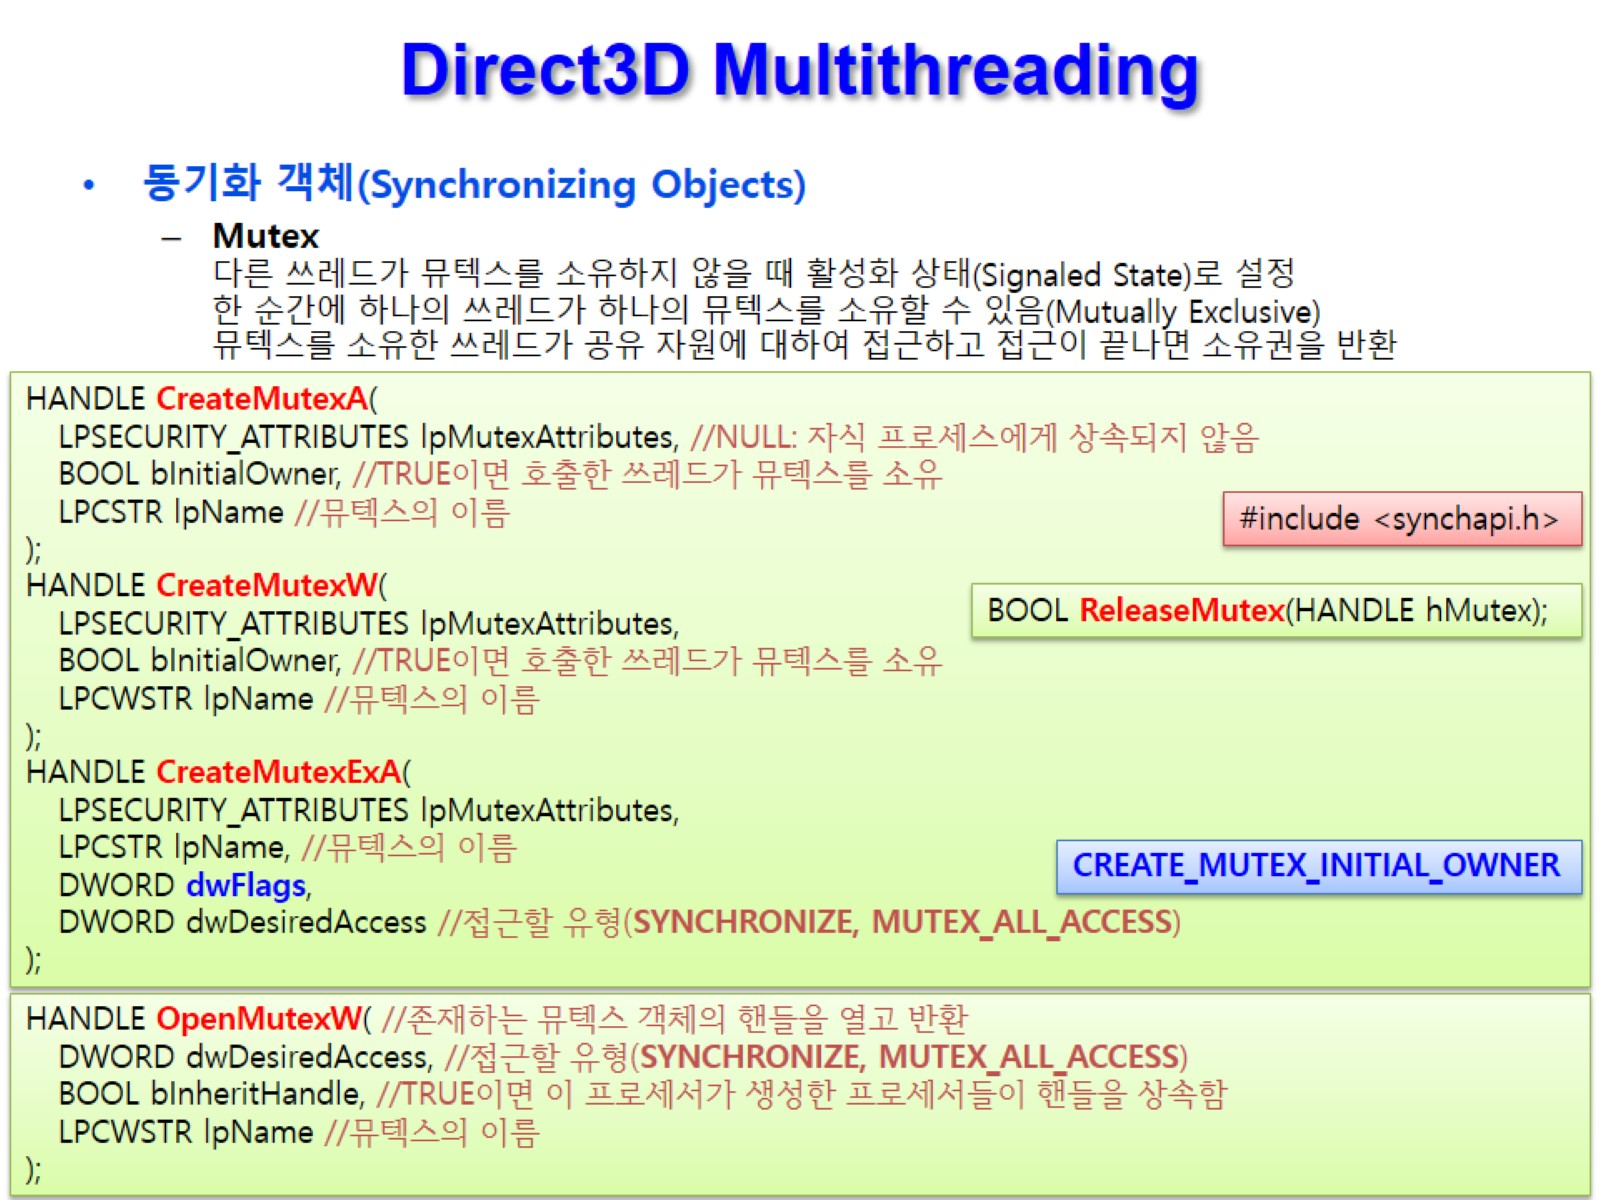 Direct3D Multithreading
• 동기화 객체(Synchronizing Objects)
– Mutex
다른 쓰레드가 뮤텍스를 소유하지 않을 때 활성화 상태(Signaled State)로 설정
한 순간에 하나의 쓰레드가 하나의 뮤텍스를 소유할 수 있음(Mutually Exclusive)
뮤텍스를 소유한 쓰레드가 공유 자원에 대하여 접근하고 접근이 끝나면 소유권을 반환
HANDLE CreateMutexA(
LPSECURITY_ATTRIBUTES lpMutexAttributes, //NULL: 자식 프로세스에게 상속되지 않음
BOOL bInitialOwner, //TRUE이면 호출한 쓰레드가 뮤텍스를 소유
LPCSTR lpName //뮤텍스의 이름
);
#include <synchapi.h>
HANDLE CreateMutexW(
LPSECURITY_ATTRIBUTES lpMutexAttributes,
BOOL bInitialOwner, //TRUE이면 호출한 쓰레드가 뮤텍스를 소유
LPCWSTR lpName //뮤텍스의 이름
);
BOOL ReleaseMutex(HANDLE hMutex);
HANDLE CreateMutexExA(
LPSECURITY_ATTRIBUTES lpMutexAttributes,
LPCSTR lpName, //뮤텍스의 이름
DWORD dwFlags,
DWORD dwDesiredAccess //접근할 유형(SYNCHRONIZE, MUTEX_ALL_ACCESS)
);
CREATE_MUTEX_INITIAL_OWNER
HANDLE OpenMutexW( //존재하는 뮤텍스 객체의 핸들을 열고 반환
DWORD dwDesiredAccess, //접근할 유형(SYNCHRONIZE, MUTEX_ALL_ACCESS)
BOOL bInheritHandle, //TRUE이면 이 프로세서가 생성한 프로세서들이 핸들을 상속함
LPCWSTR lpName //뮤텍스의 이름
);